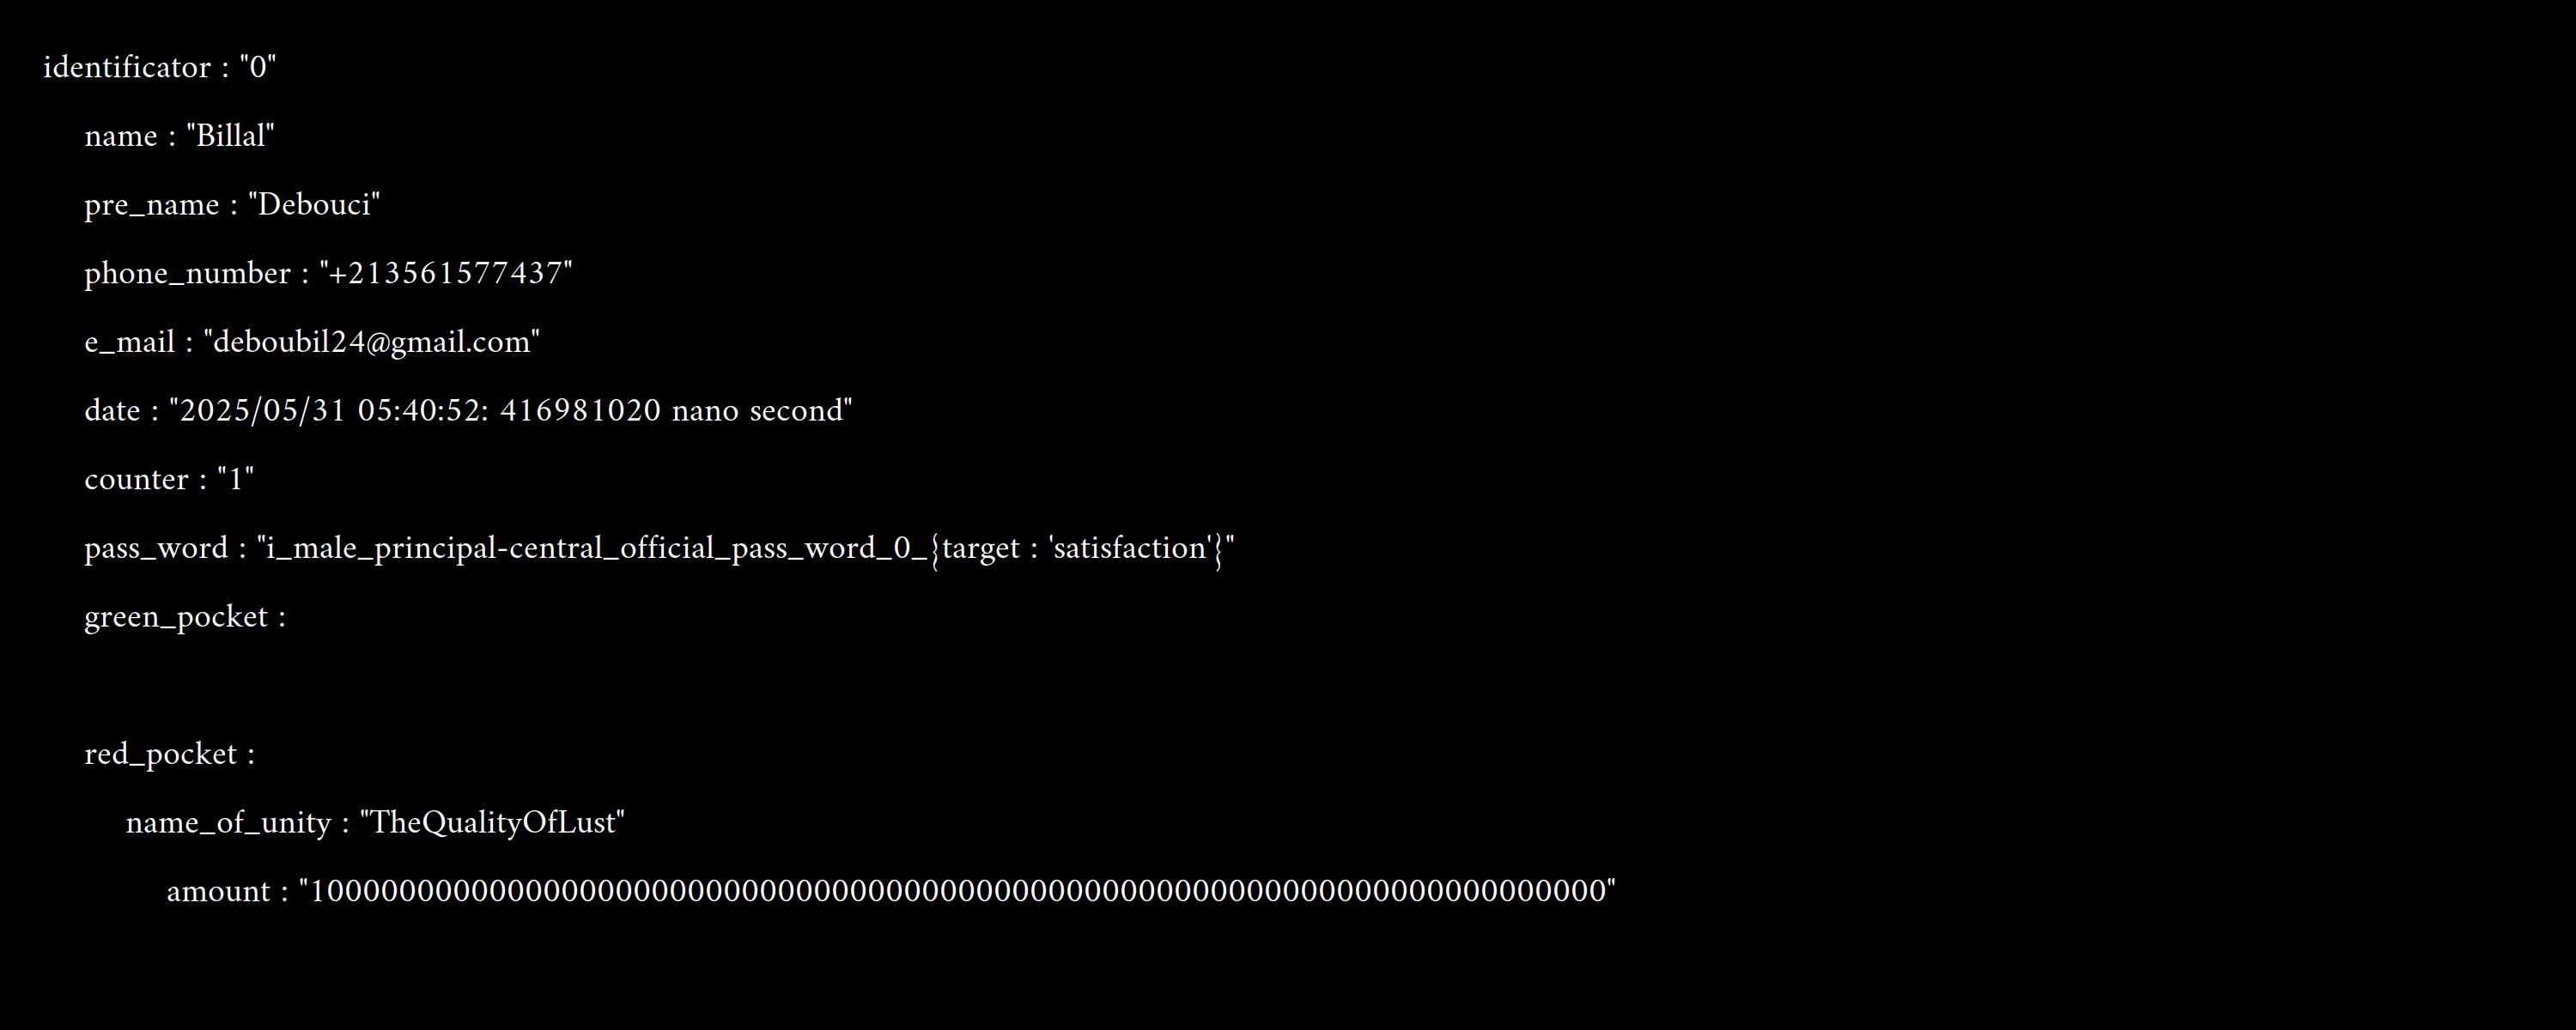 identificator : "0"
name : "Billal"
pre_name : "Debouci"
phone_number : "+213561577437"
e_mail : "deboubil24@gmail.com"
date : "2025/05/31 05:40:52: 416981020 nano second"
counter : "1"
pass_word : "i_male_principal-central_official_pass_word_0_{target : 'satisfaction'}"
green_pocket :
red_pocket :
name_of_unity : "TheQualityOfLust"
amount : "100000000000000000000000000000000000000000000000000000000000000000000000"